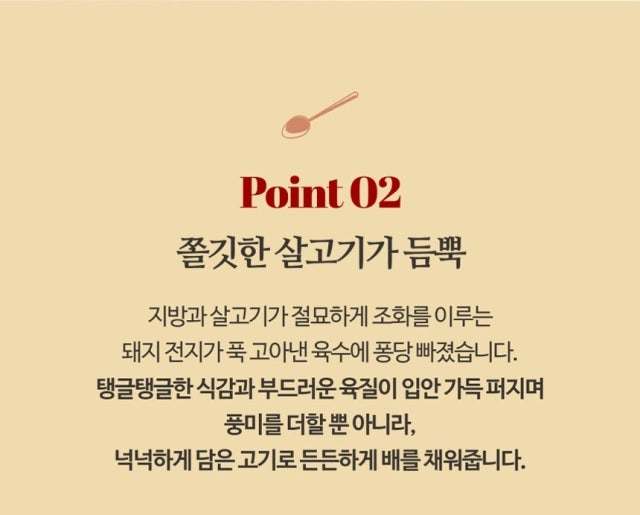 Point 02
쫄깃한 살고기가 듬뿍
지방과 살고기가 절묘하게 조화를 이루는
돼지 전지가 푹 고아낸 육수에 퐁당 빠졌습니다.
탱글탱글한 식감과 부드러운 육질이 입안 가득 퍼지며
풍미를 더할 뿐 아니라,
넉넉하게 담은 고기로 든든하게 배를 채워줍니다.